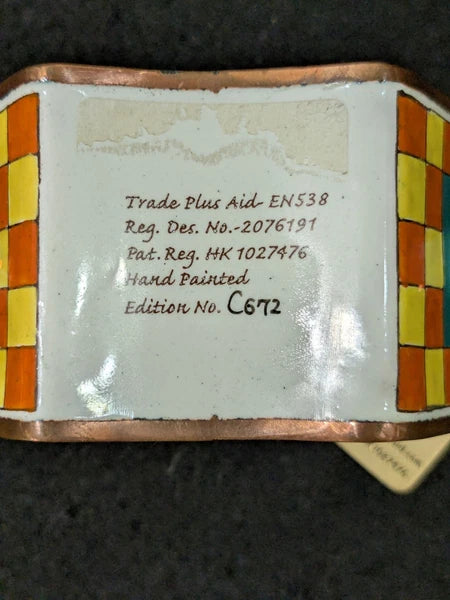 Trade Plus Aid- EN538
Reg. Des. No.-2076191
Pat. Reg. HK 1027476
Hand Painted
Edition No. C672